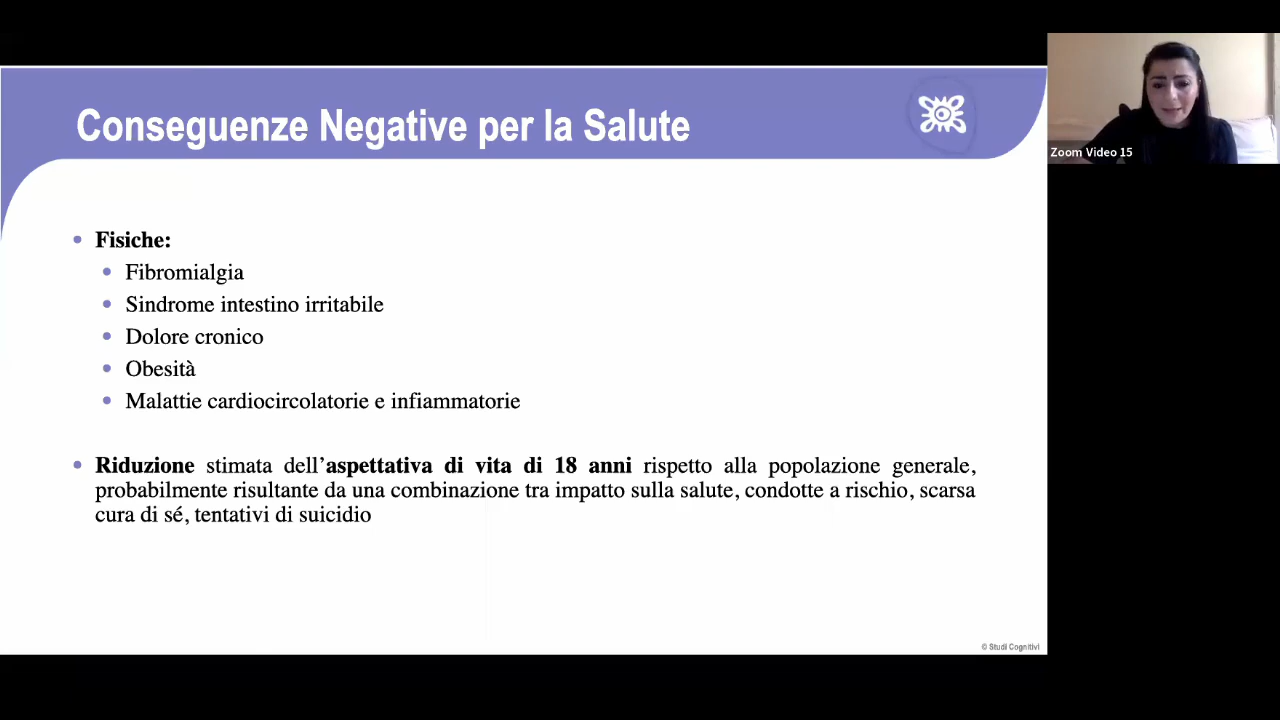 Conseguenze Negative per la Salute
Zoom Video 15
• Fisiche:
• Fibromialgia
• Sindrome intestino irritabile
• Dolore cronico
• Obesità
• Malattie cardiocircolatorie e infiammatorie
• Riduzione stimata dell’aspettativa di vita di 18 anni rispetto alla popolazione generale,
probabilmente risultante da una combinazione tra impatto sulla salute, condotte a rischio, scarsa
cura di sé, tentativi di suicidio
© Studi Cognitivi